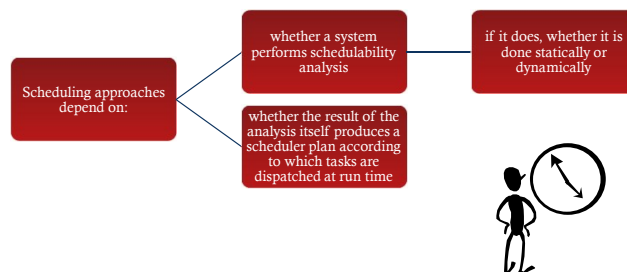 Scheduling approaches
depend on:
whether a system
performs schedulability
analysis
if it does, whether it is
done statically or
dynamically
whether the result of the
analysis itself produces a
scheduler plan according
to which tasks are
dispatched at run time